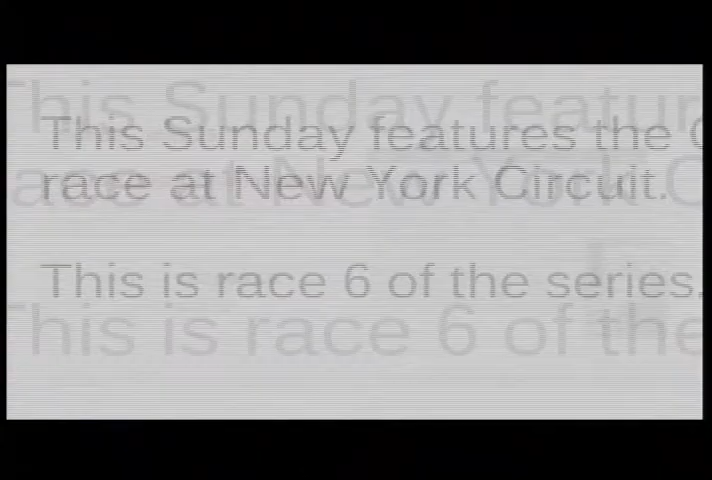 This Sunday features the
race at New York Circuit.
This is race 6 of the series.